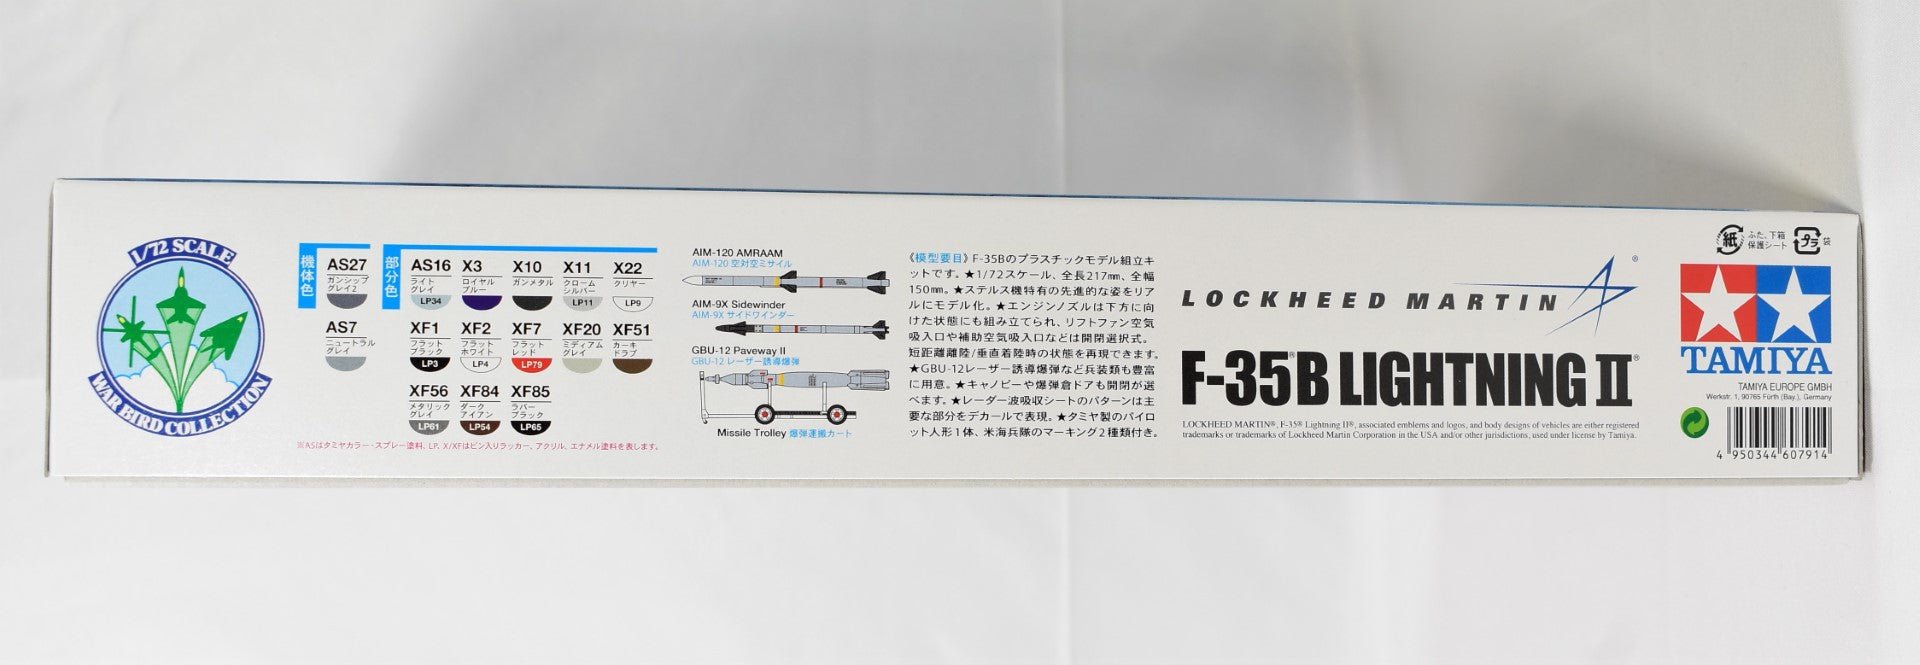 1/72 SCALE
WAR BIRD COLLECTION
機体色
AS27
ガンシップ
グレイ2
AS7
ニュートラル
グレイ
部分色
AS16
ライト
グレイ
LP34
X3
ロイヤル
ブルー
X10
ガンメタル
X11
クローム
シルバー
LP11
X22
クリヤー
LP9
XF1
フラット
ブラック
LP3
XF2
フラット
ホワイト
LP4
XF7
フラット
レッド
LP79
XF20
ミディアム
グレイ
XF51
カーキ
ドラブ
XF56
メタリック
グレイ
LP61
XF84
ダーク
アイアン
LP54
XF85
ラバー
ブラック
LP65
※ASはタミヤカラー・スプレー塗料、LP、X/XFはビン入りラッカー、アクリル、エナメル塗料を表します。
AIM-120 AMRAAM
AIM-120 空対空ミサイル
AIM-9X Sidewinder
AIM-9X サイドワインダー
GBU-12 Paveway II
GBU-12 レーザー誘導爆弾
Missile Trolley 爆弾運搬カート
《模型要目》F-35Bのプラスチックモデル組立キ
ットです。★1/72スケール、全長217mm、全幅
150mm。★ステルス機特有の先進的な姿をリア
ルにモデル化。★エンジンノズルは下方に向
けた状態にも組み立てられ、リフトファン空気
吸入口や補助空気吸入口などは開閉選択式。
短距離離陸/垂直着陸時の状態を再現できます。
★GBU-12レーザー誘導爆弾など兵装類も豊富
に用意。★キャノピーや爆弾倉ドアも開閉が選
べます。★レーダー波吸収シートのパターンは主
要な部分をデカールで表現。★タミヤ製のパイロ
ット人形1体、米海兵隊のマーキング2種類付き。
LOCKHEED MARTIN ®
F-35®B LIGHTNING II®
LOCKHEED MARTIN®, F-35® Lightning II®, associated emblems and logos, and body designs of vehicles are either registered
trademarks or trademarks of Lockheed Martin Corporation in the USA and/or other jurisdictions, used under license by Tamiya.
紙
ふた、下箱
保護シート
プラ
袋
TAMIYA
TAMIYA EUROPE GMBH
Werkstr. 1, 90765 Fürth (Bay.), Germany
4 950344 607914